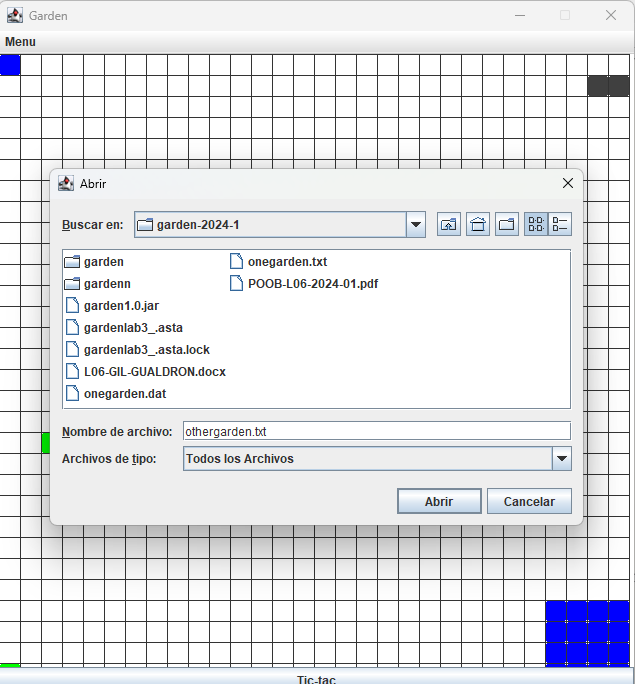 Garden
Menu
Abrir
Buscar en: garden-2024-1
garden
gardenn
garden1.0.jar
gardenlab3_.asta
gardenlab3_.asta.lock
L06-GIL-GUALDRON.docx
onegarden.dat
onegarden.txt
POOB-L06-2024-01.pdf
Nombre de archivo: othergarden.txt
Archivos de tipo: Todos los Archivos
Abrir Cancelar
Tic-tac